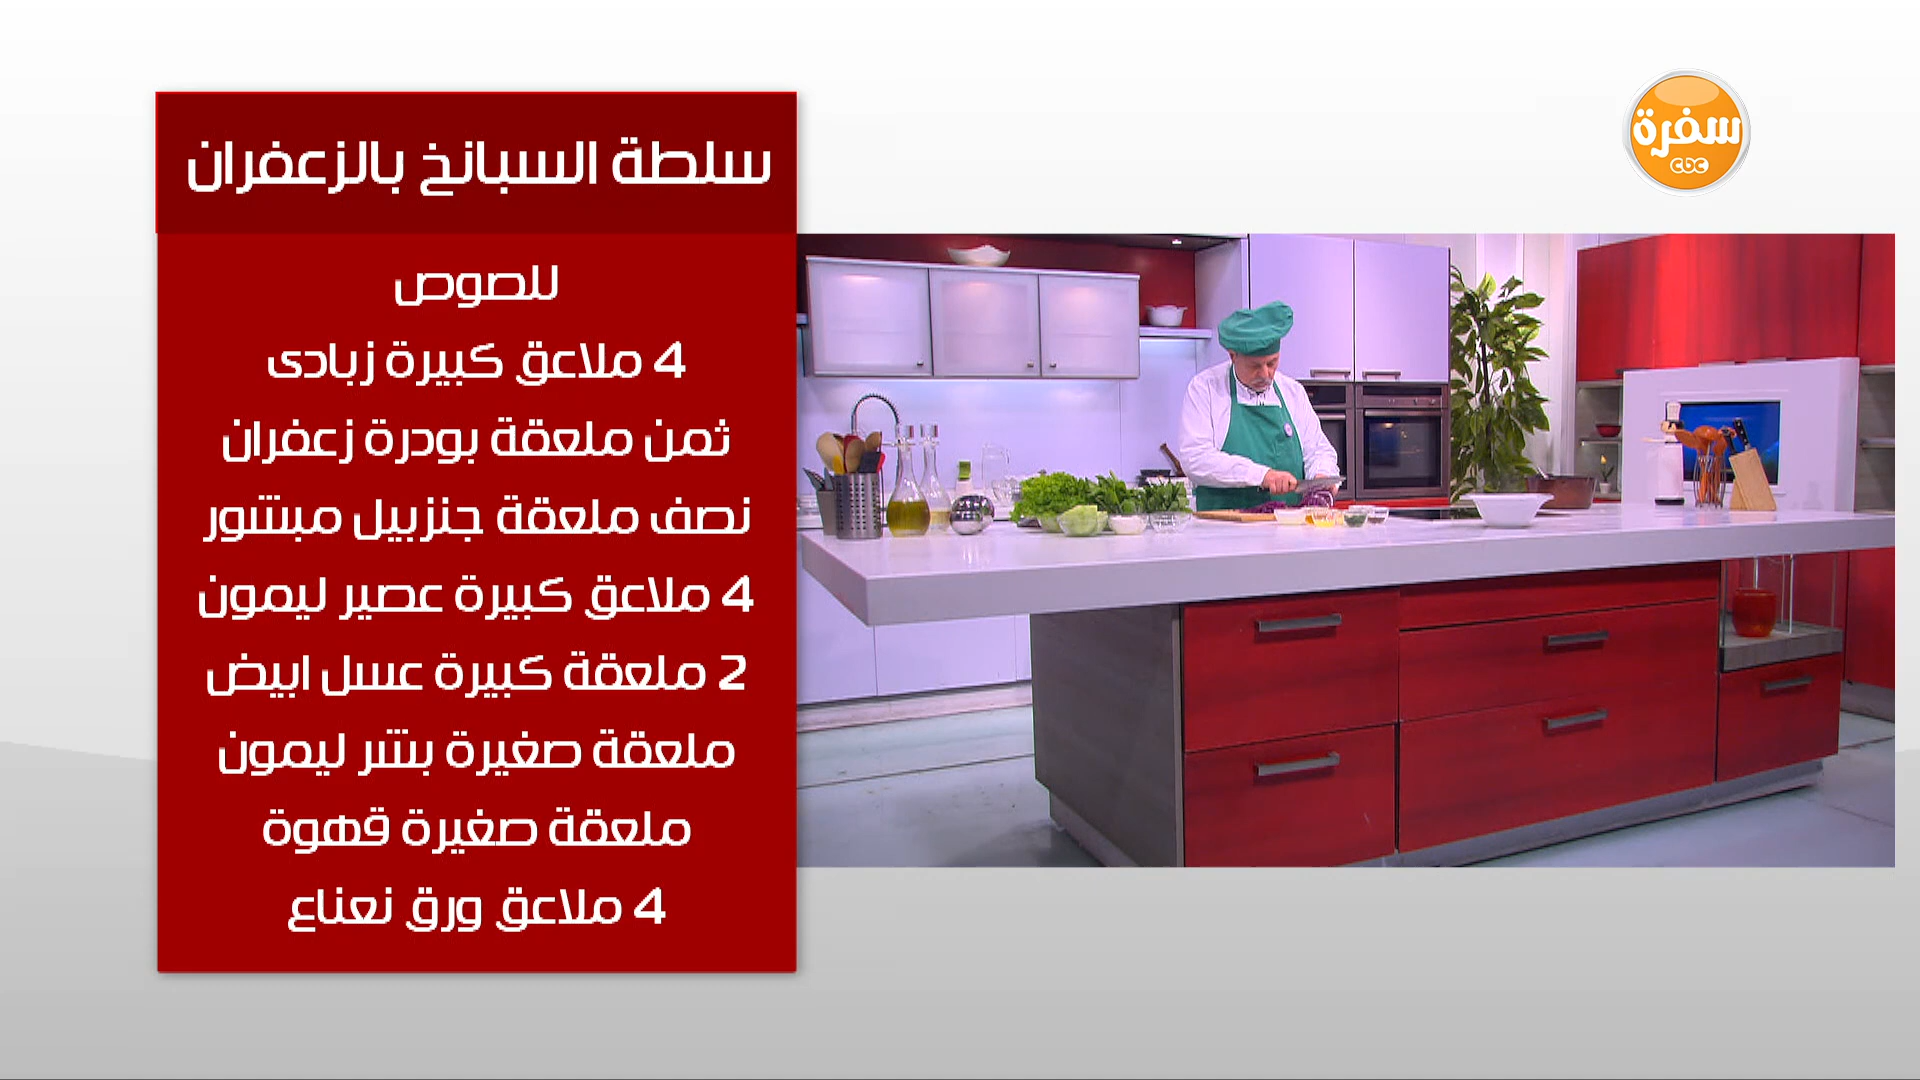 سلطة السبانخ بالزعفران
للصوص
4 ملاعق كبيرة زبادى
ثمن ملعقة بودرة زعفران
نصف ملعقة جنزبيل مبشور
4 ملاعق كبيرة عصير ليمون
2 ملعقة كبيرة عسل ابيض
ملعقة صغيرة بشر ليمون
ملعقة صغيرة قهوة
4 ملاعق ورق نعناع
سفرة
cbc